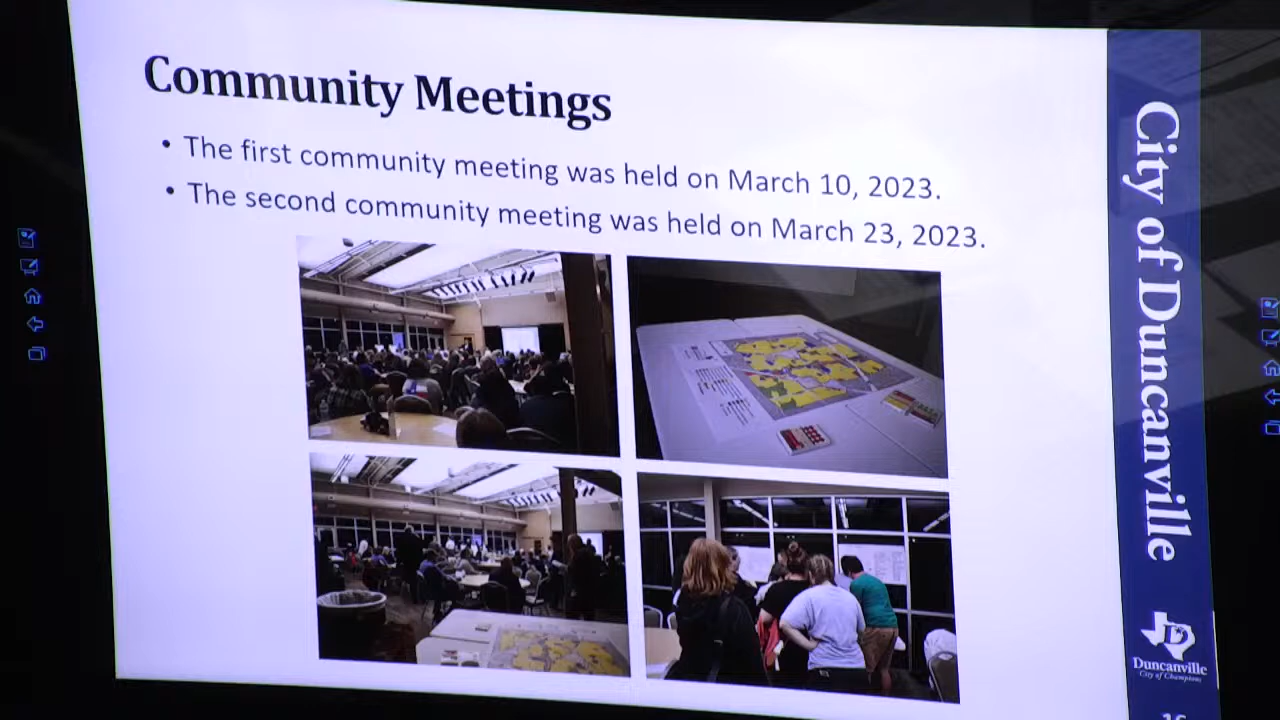 Community Meetings
• The first community meeting was held on March 10, 2023.
• The second community meeting was held on March 23, 2023.
City of Duncanville
D
Duncanville
City of Champions